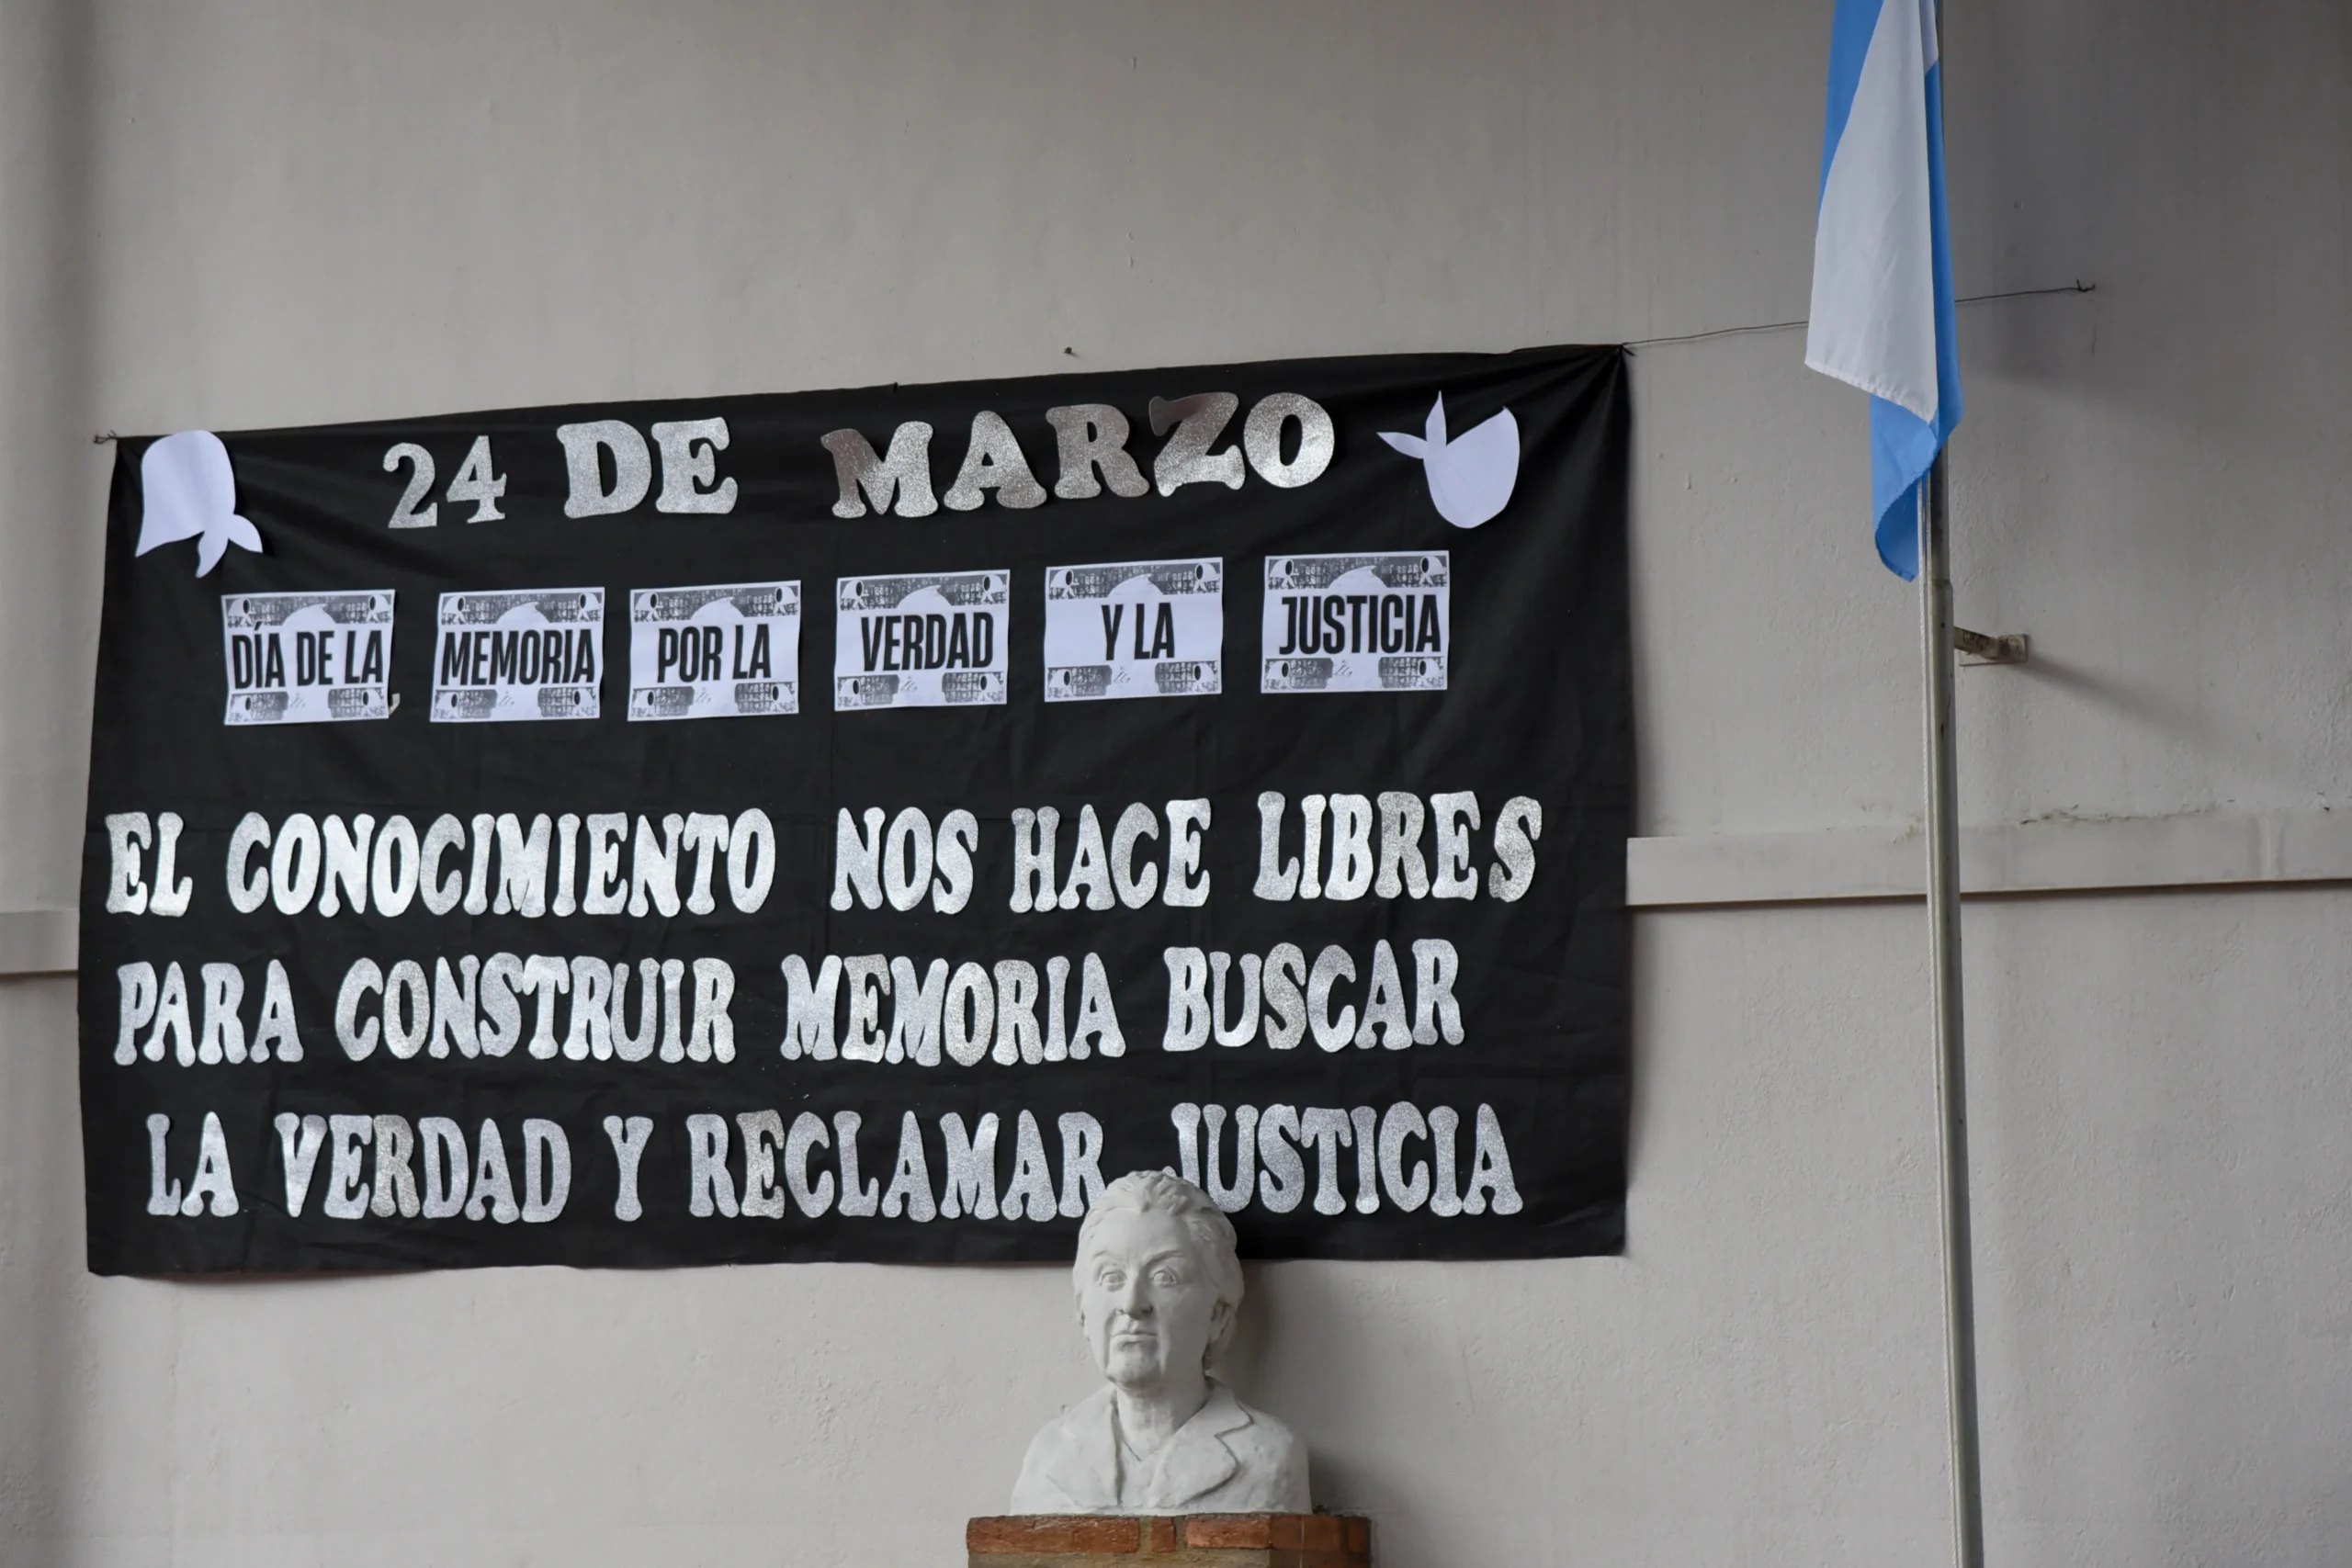 24 DE MARZO
DÍA DE LA MEMORIA POR LA VERDAD Y LA JUSTICIA
EL CONOCIMIENTO NOS HACE LIBRES
PARA CONSTRUIR MEMORIA BUSCAR
LA VERDAD Y RECLAMAR JUSTICIA